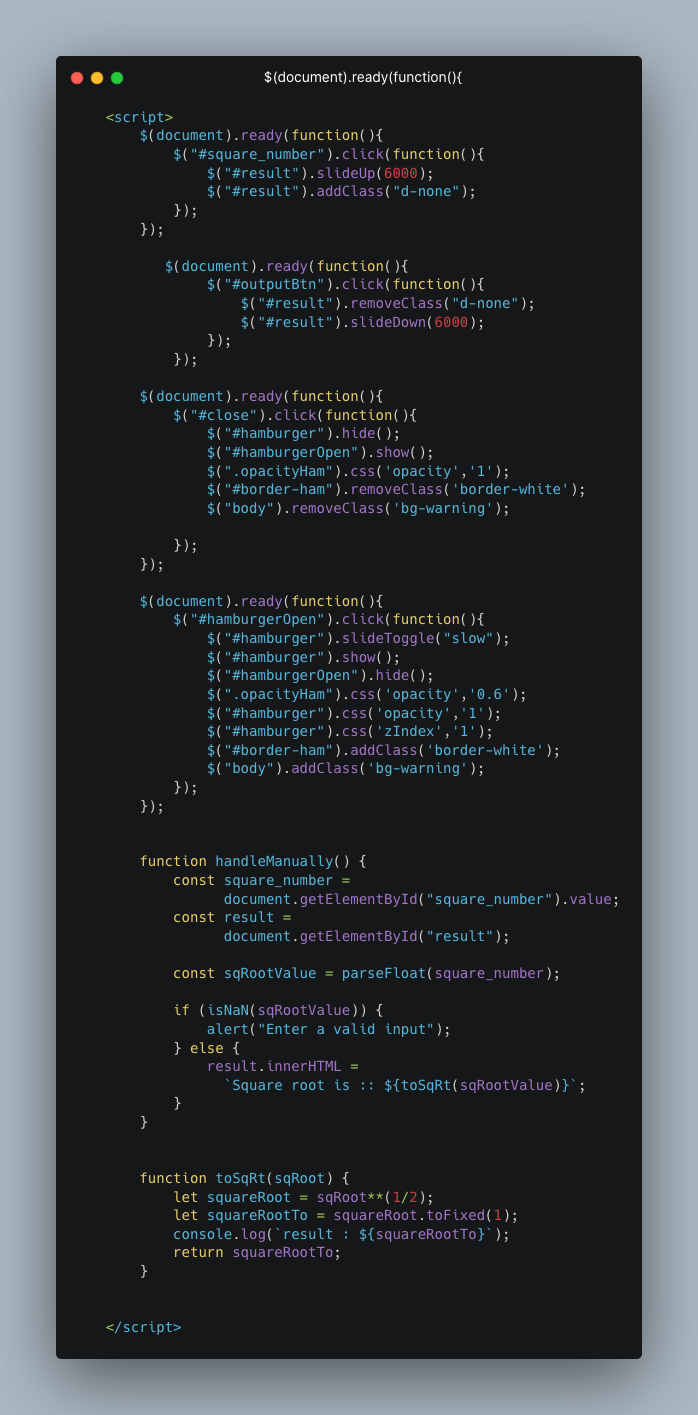 $(document).ready(function(){
<script>
$(document).ready(function(){
$("#square_number").click(function(){
$("#result").slideUp(6000);
$("#result").addClass("d-none");
});
});
$(document).ready(function(){
$("#outputBtn").click(function(){
$("#result").removeClass("d-none");
$("#result").slideDown(6000);
});
});
$(document).ready(function(){
$("#close").click(function(){
$("#hamburger").hide();
$("#hamburgerOpen").show();
$(".opacityHam").css('opacity','1');
$("#border-ham").removeClass('border-white');
$("body").removeClass('bg-warning');
});
});
$(document).ready(function(){
$("#hamburgerOpen").click(function(){
$("#hamburger").slideToggle("slow");
$("#hamburger").show();
$("#hamburgerOpen").hide();
$(".opacityHam").css('opacity','0.6');
$("#hamburger").css('opacity','1');
$("#hamburger").css('zIndex','1');
$("#border-ham").addClass('border-white');
$("body").addClass('bg-warning');
});
});
function handleManually() {
const square_number =
document.getElementById("square_number").value;
const result =
document.getElementById("result");
const sqRootValue = parseFloat(square_number);
if (isNaN(sqRootValue)) {
alert("Enter a valid input");
} else {
result.innerHTML =
`Square root is :: ${toSqRt(sqRootValue)}`;
}
}
function toSqRt(sqRoot) {
let squareRoot = sqRoot**(1/2);
let squareRootTo = squareRoot.toFixed(1);
console.log(`result : ${squareRootTo}`);
return squareRootTo;
}
</script>